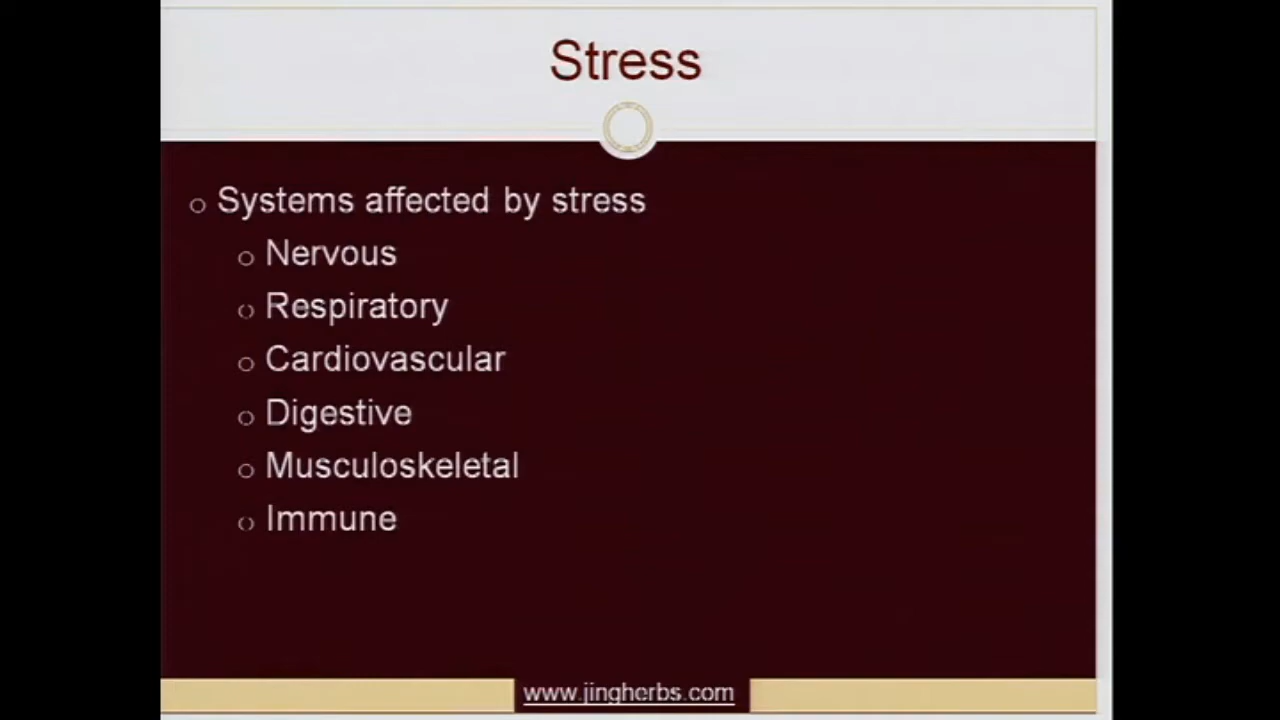 Stress
Systems affected by stress
Nervous
Respiratory
Cardiovascular
Digestive
Musculoskeletal
Immune
www.jingherbs.com